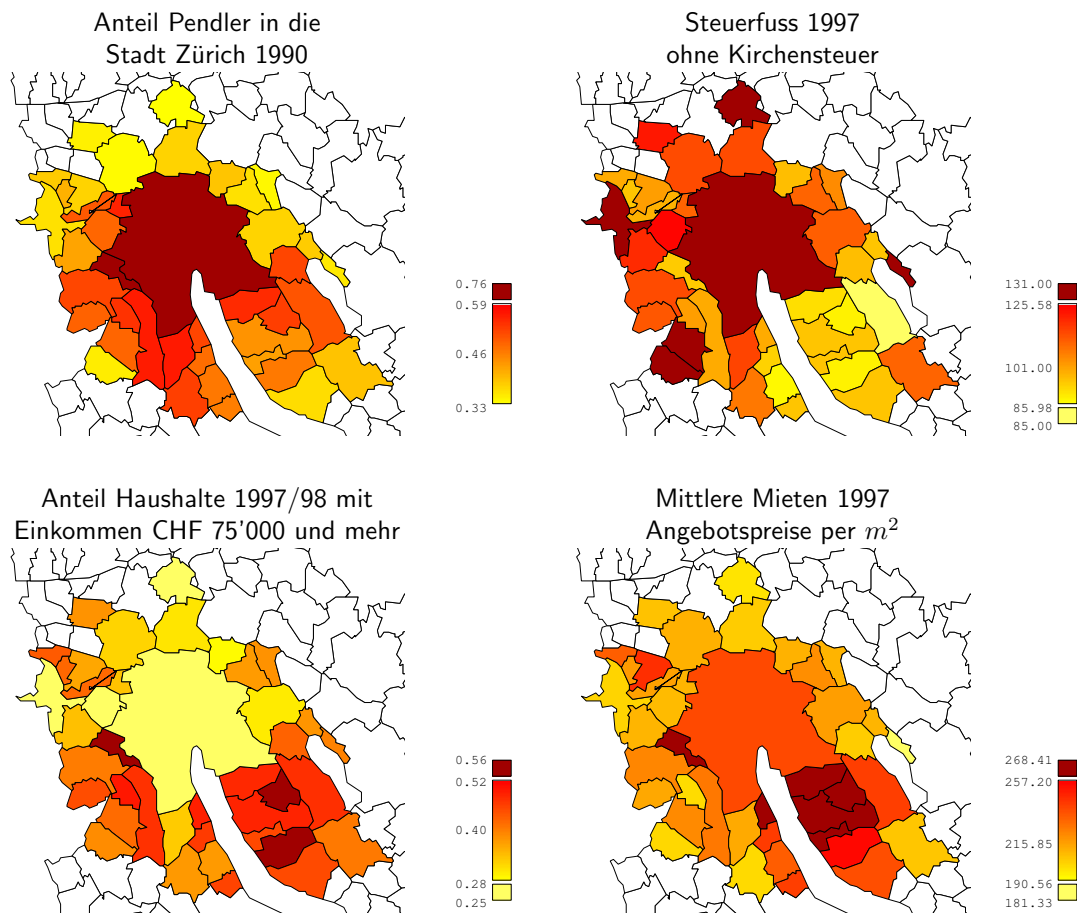 Anteil Pendler in die
Stadt Zürich 1990
0.76
0.59
0.46
0.33
Steuerfuss 1997
ohne Kirchensteuer
131.00
125.58
101.00
85.98
85.00
Anteil Haushalte 1997/98 mit
Einkommen CHF 75'000 und mehr
0.56
0.52
0.40
0.28
0.25
Mittlere Mieten 1997
Angebotspreise per m²
268.41
257.20
215.85
190.56
181.33